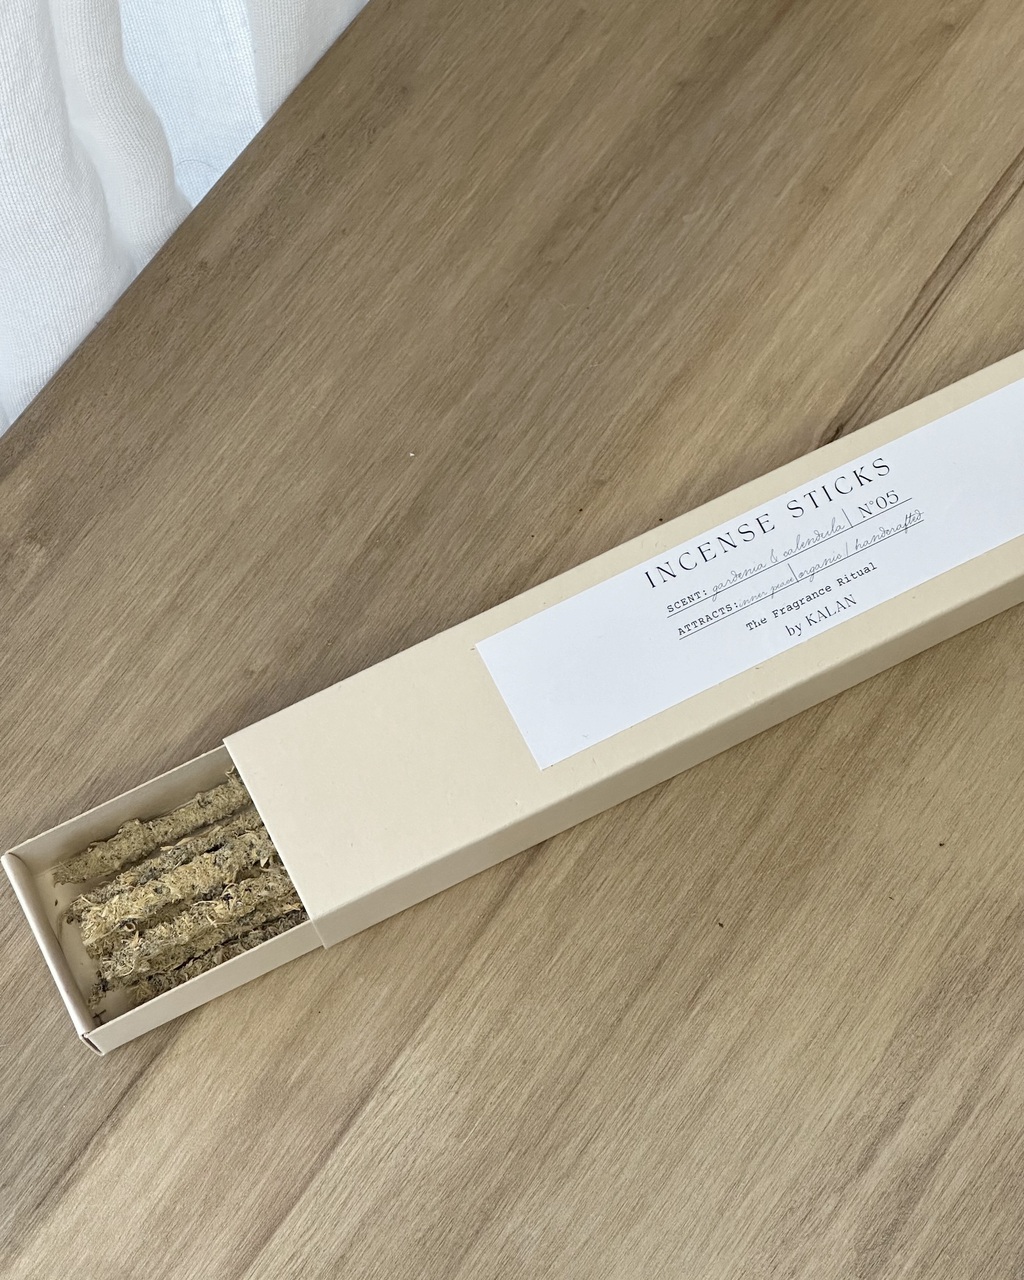 INCENSE STICKS
SCENT: gardenia & calendula | N°05
ATTRACTS: inner peace | organic | handcrafted
The Fragrance Ritual
by KALAN